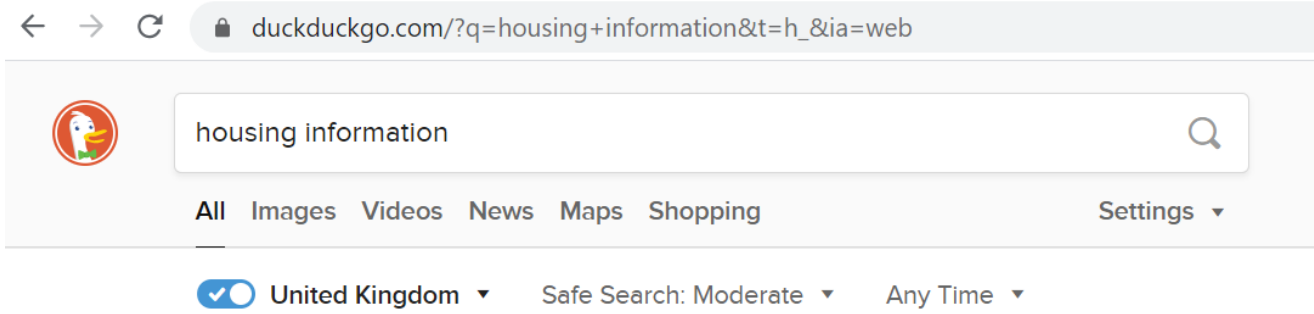 duckduckgo.com/?q=housing+information&t=h_&ia=web
housing information
All Images Videos News Maps Shopping Settings
United Kingdom Safe Search: Moderate Any Time